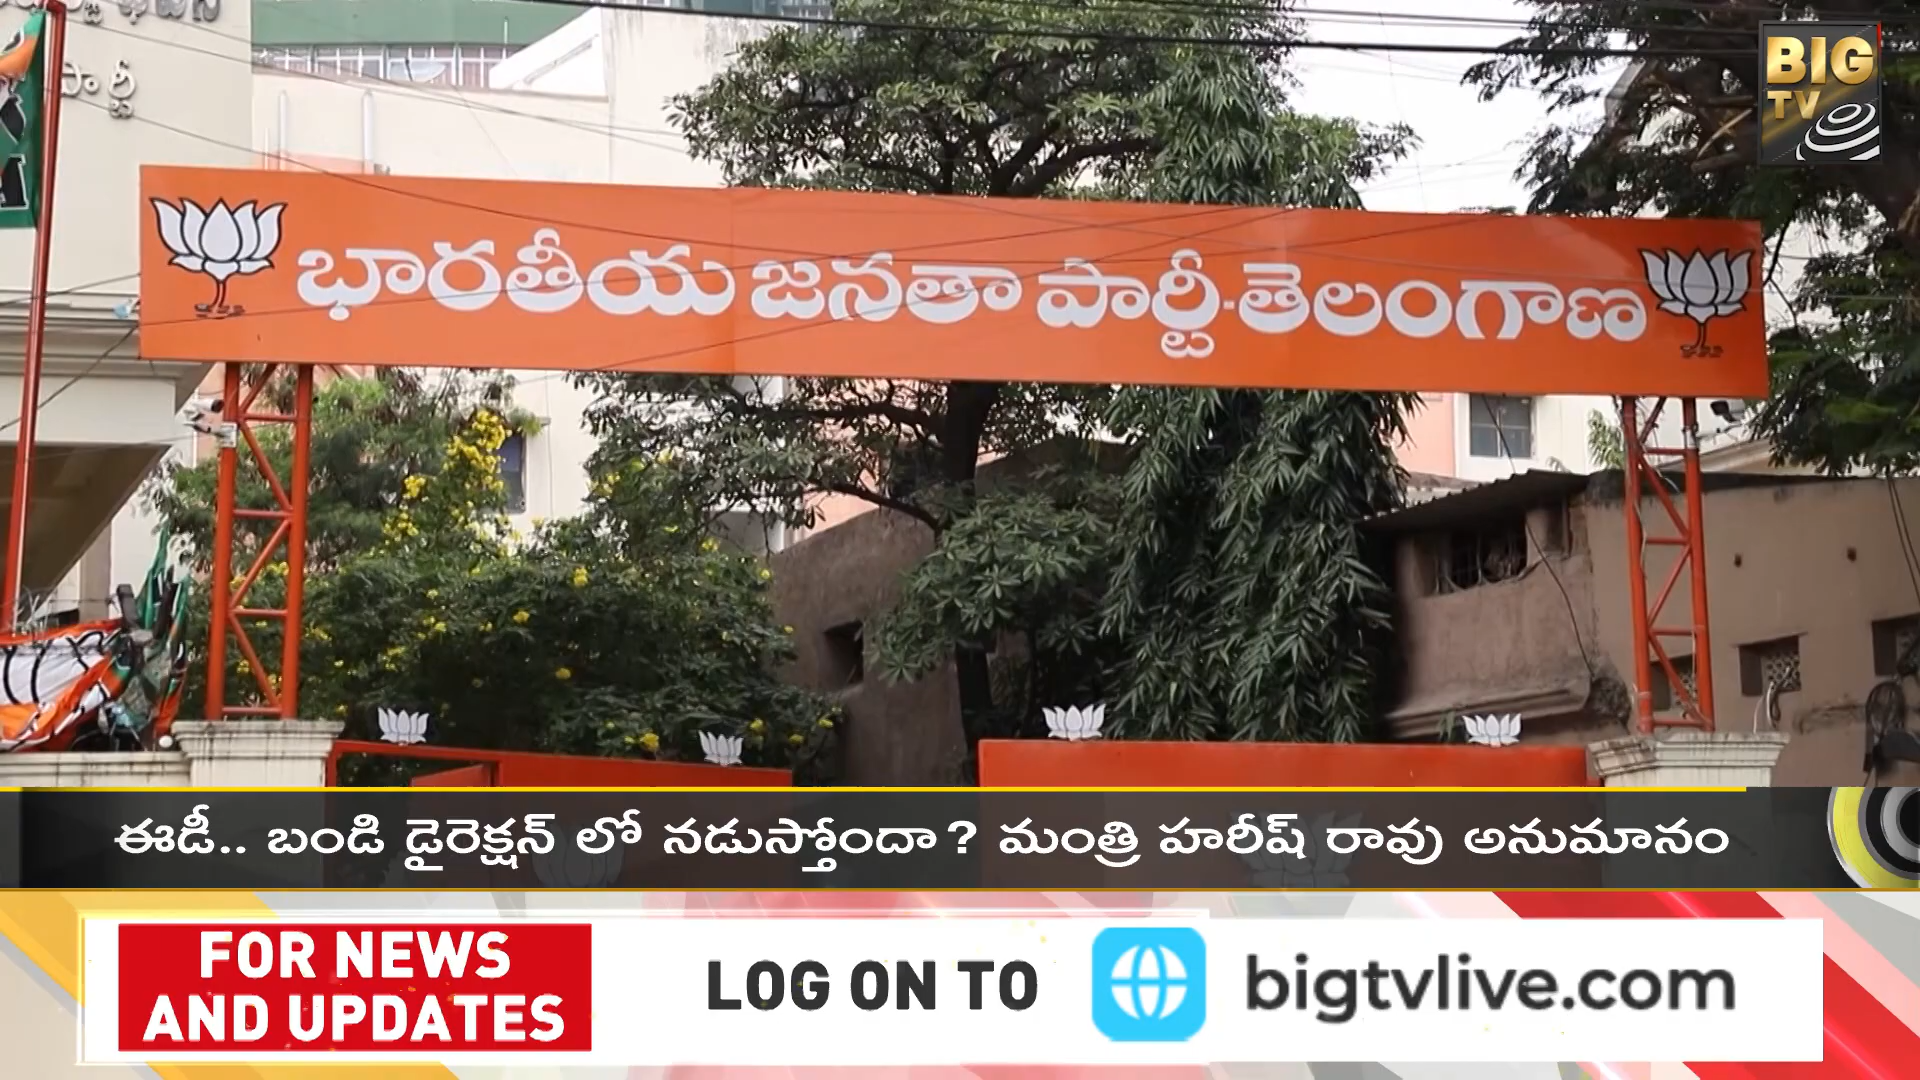 పార్టీ
BIG
TV
భారతీయ జనతా పార్టీ-తెలంగాణ
ఈడీ.. బండి డైరెక్షన్ లో నడుస్తోందా? మంత్రి హరీష్ రావు అనుమానం
FOR NEWS
AND UPDATES
LOG ON TO
bigtvlive.com